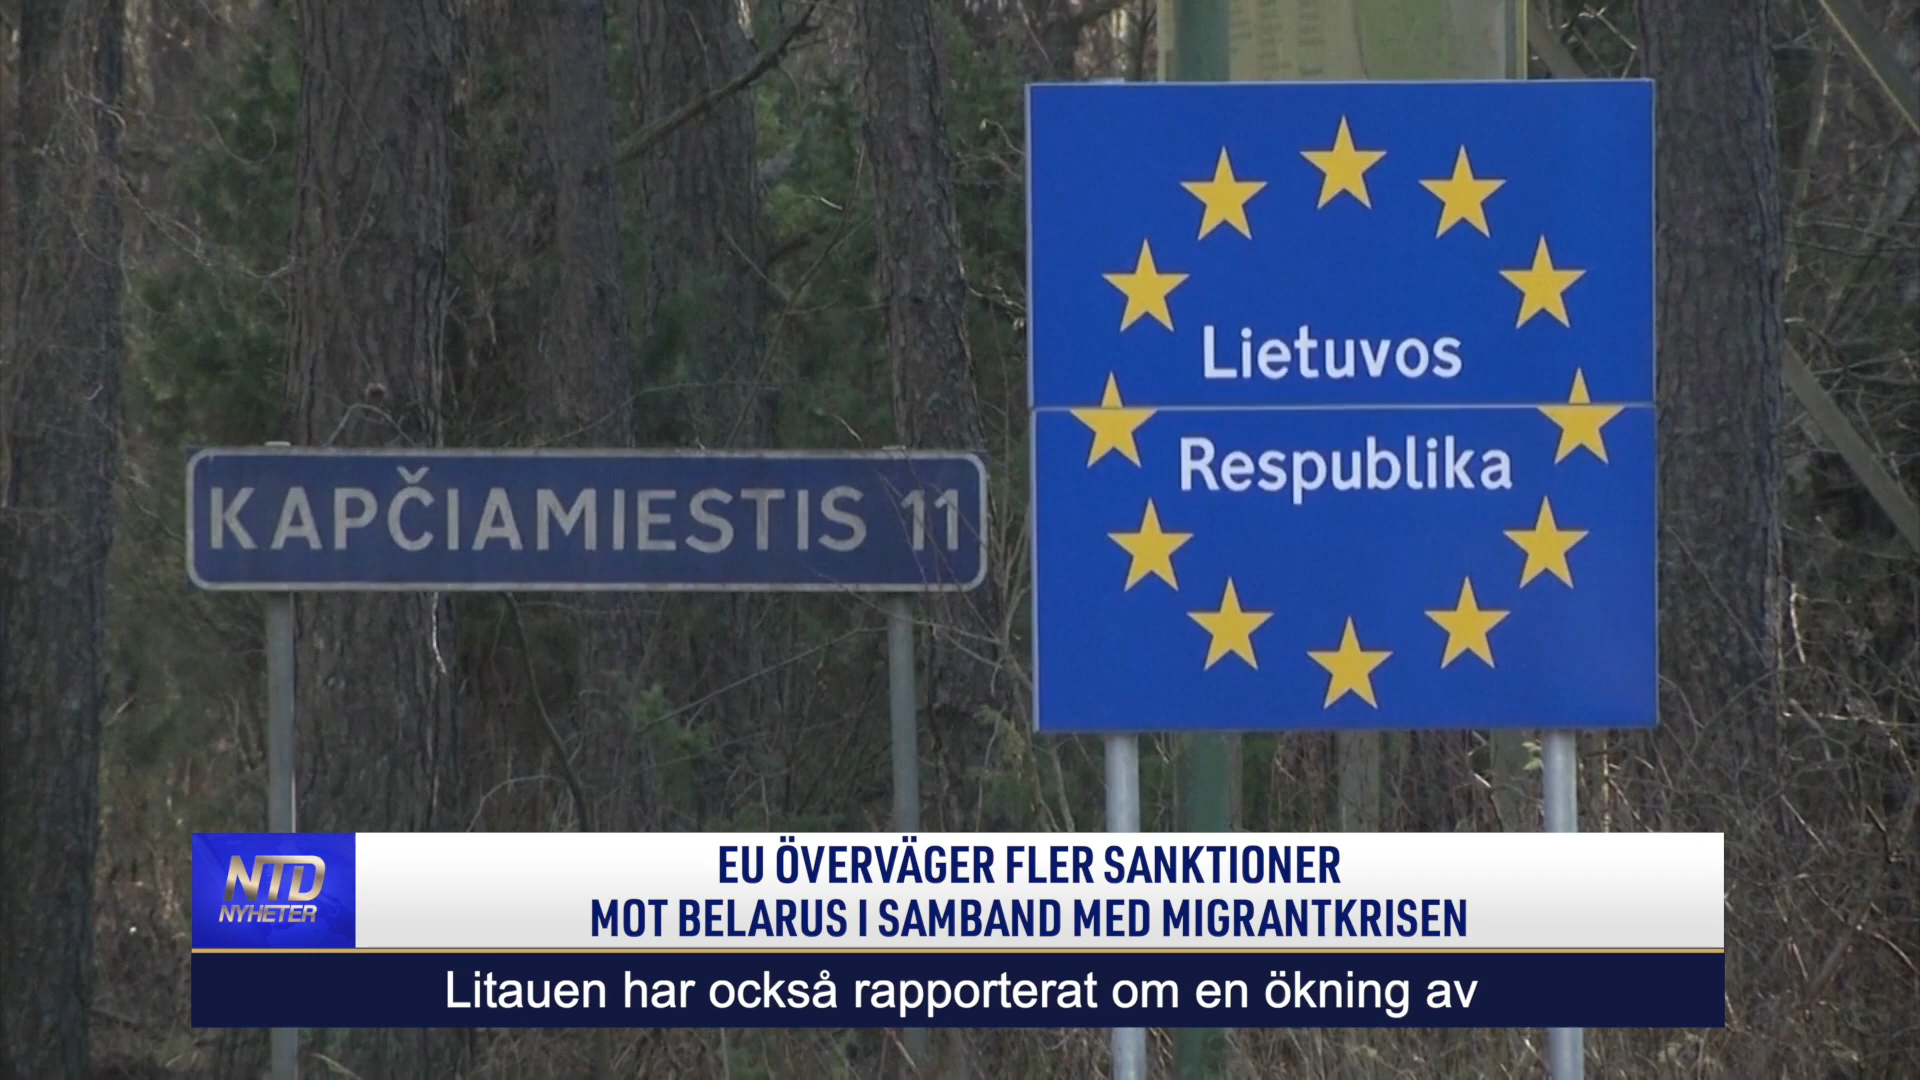 Lietuvos
Respublika
KAPČIAMIESTIS 11
NTD
NYHETER
EU ÖVERVÄGER FLER SANKTIONER
MOT BELARUS I SAMBAND MED MIGRANTKRISEN
Litauen har också rapporterat om en ökning av